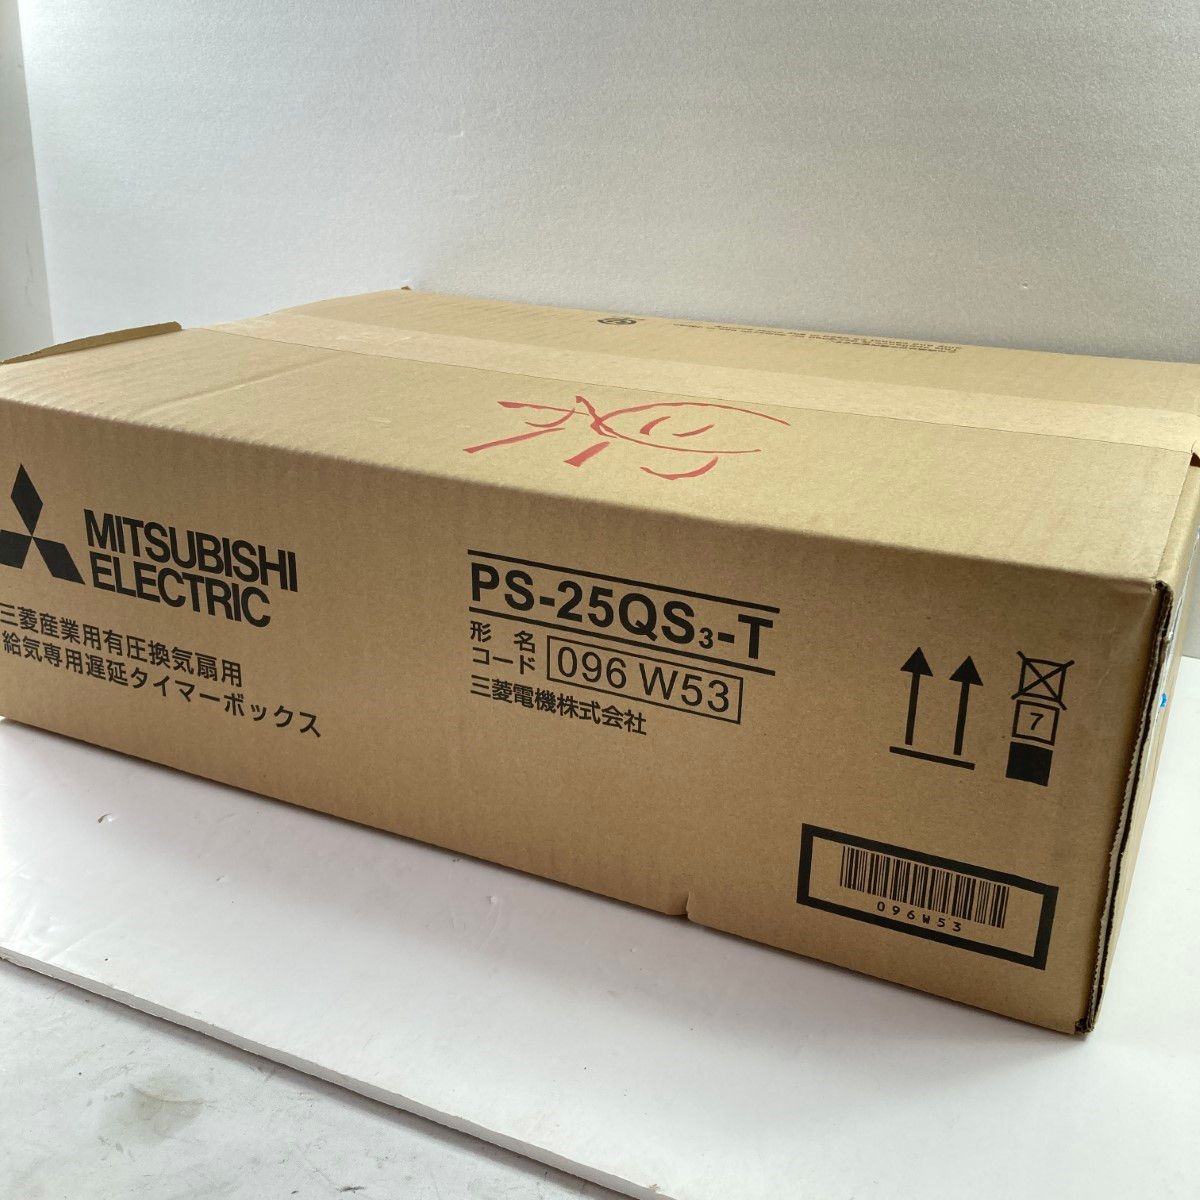 MITSUBISHI
ELECTRIC
三菱産業用有圧換気扇用
給気専用遅延タイマーボックス
PS-25QS3-T
形名
コード 096 W53
三菱電機株式会社
7
096W53